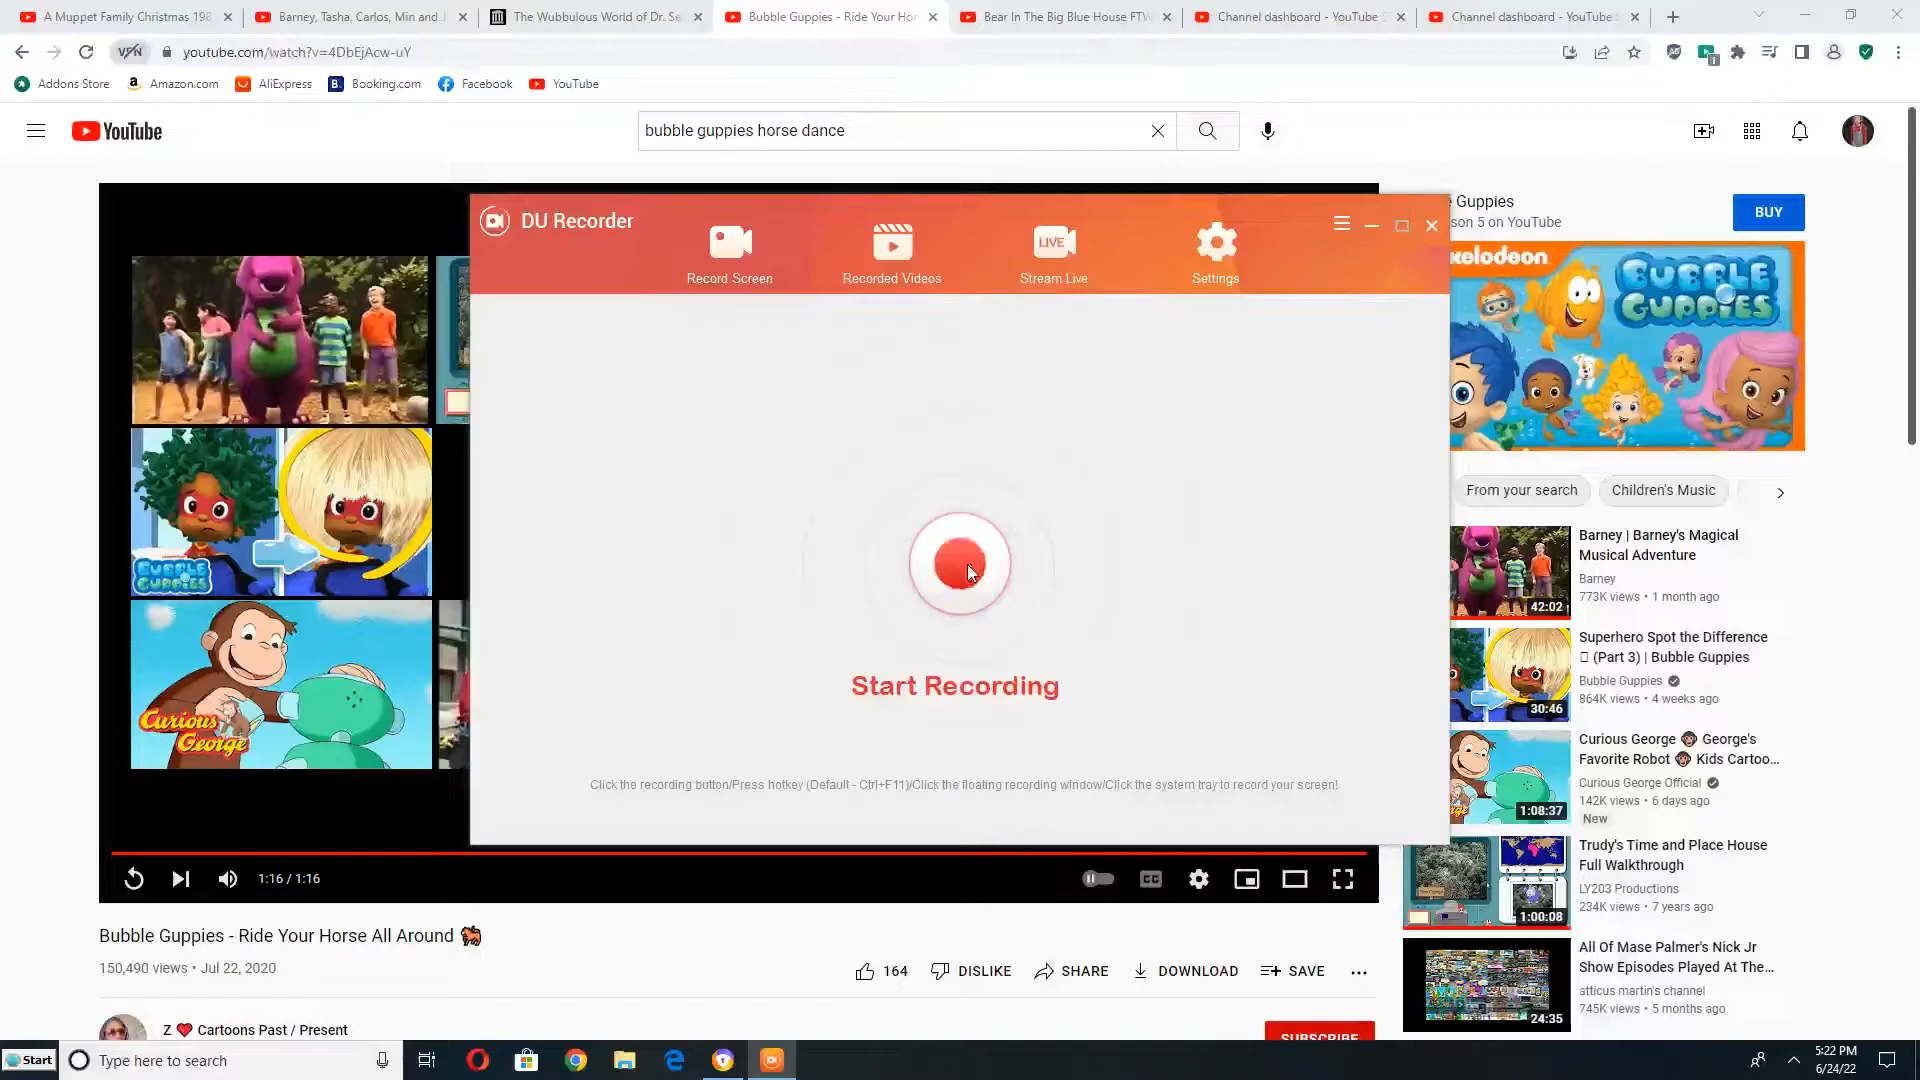 A Muppet Family Christmas 198
Barney, Tasha, Carlos, Min and J
The Wubbulous World of Dr. Se
Bubble Guppies - Ride Your Hor
Bear In The Big Blue House FTW
Channel dashboard - YouTube S
Channel dashboard - YouTube S
VPN
youtube.com/watch?v=4DbEjAcw-uY
1
Addons Store
Amazon.com
AliExpress
Booking.com
Facebook
YouTube
YouTube
bubble guppies horse dance
DU Recorder
Record Screen
Recorded Videos
LIVE
Stream Live
Settings
Guppies
son 5 on YouTube
BUY
kelodeon
BUBBLE
GUPPIES
From your search
Children's Music
Start Recording
Click the recording button/Press hotkey (Default - Ctrl+F11)/Click the floating recording window/Click the system tray to record your screen!
BUBBLE
GUPPIES
Curious
George
Barney | Barney's Magical
Musical Adventure
Barney
773K views • 1 month ago
42:02
Superhero Spot the Difference
(Part 3) | Bubble Guppies
Bubble Guppies
864K views • 4 weeks ago
30:46
Curious George 🐵 George's
Favorite Robot 🐵 Kids Cartoo...
Curious George Official
142K views • 6 days ago
New
1:08:37
Trudy's Time and Place House
Full Walkthrough
LY203 Productions
234K views • 7 years ago
1:00:08
All Of Mase Palmer's Nick Jr
Show Episodes Played At The...
atticus martin's channel
745K views • 5 months ago
24:35
1:16 / 1:16
CC
Bubble Guppies - Ride Your Horse All Around 🐎
150,490 views • Jul 22, 2020
164
DISLIKE
SHARE
DOWNLOAD
SAVE
Z ❤️ Cartoons Past / Present
SUBSCRIBE
Start
Type here to search
5:22 PM
6/24/22